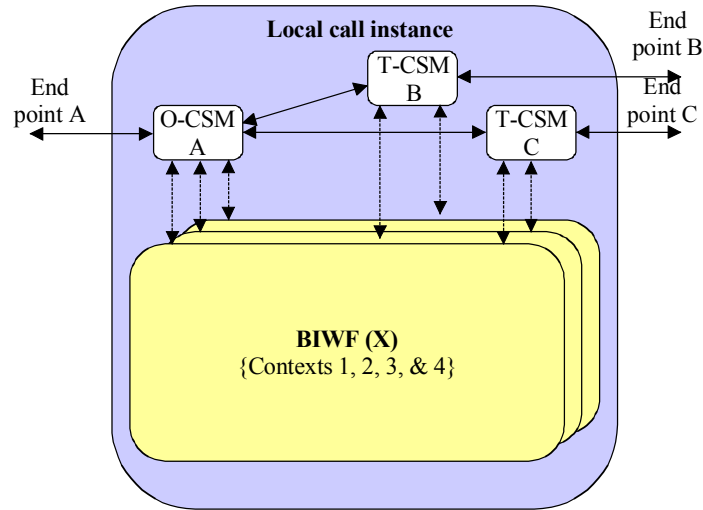 Local call instance
End
point B
T-CSM
B
End
point A
End
point C
O-CSM
A
T-CSM
C
BIWF (X)
{Contexts 1, 2, 3, & 4}